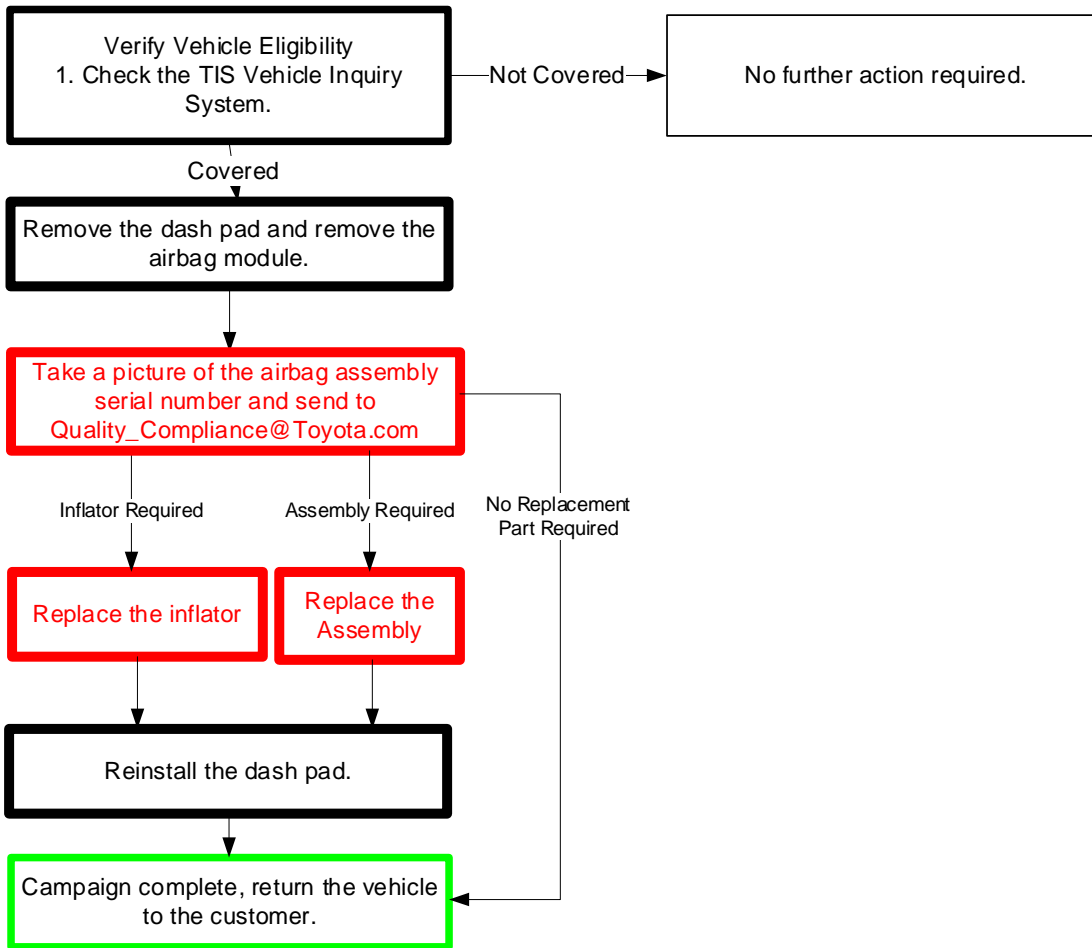 Verify Vehicle Eligibility
1. Check the TIS Vehicle Inquiry
System.
Not Covered
No further action required.
Covered
Remove the dash pad and remove the
airbag module.
Take a picture of the airbag assembly
serial number and send to
Quality_Compliance@Toyota.com
Inflator Required
Assembly Required
No Replacement
Part Required
Replace the inflator
Replace the
Assembly
Reinstall the dash pad.
Campaign complete, return the vehicle
to the customer.